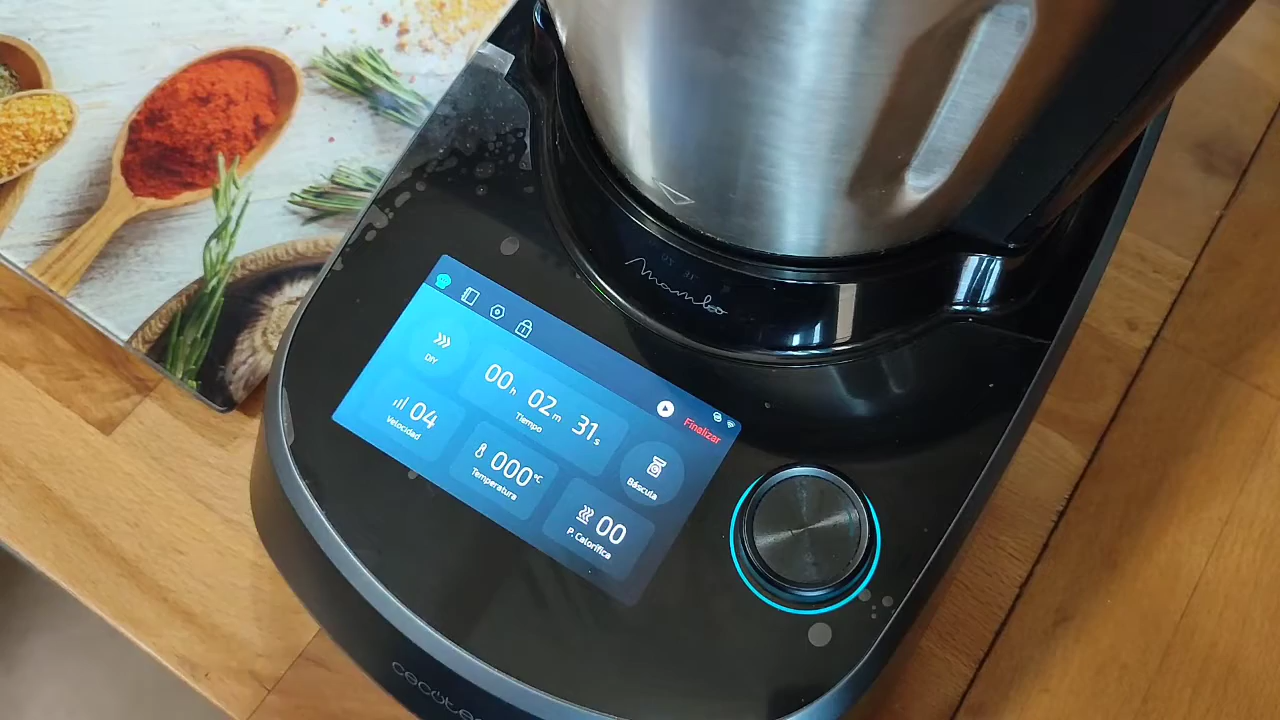 Mambo
DIY
00h 02m 31s
Tiempo
Finalizar
04
Velocidad
000°C
Temperatura
Báscula
00
P. Calorífica
cecotec